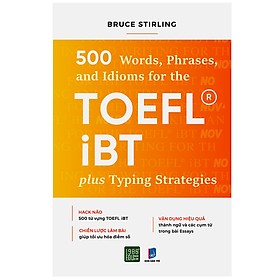 BRUCE STIRLING
500 Words, Phrases,
and Idioms for the
TOEFL®
iBT
plus Typing Strategies
HACK NÃO
500 từ vựng TOEFL iBT
CHIẾN LƯỢC LÀM BÀI
giúp tối ưu hóa điểm số
VẬN DỤNG HIỆU QUẢ
thành ngữ và các cụm từ
trong bài Essays
1980 BOOKS